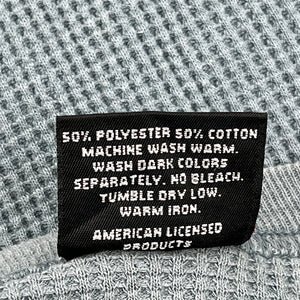 50% POLYESTER 50% COTTON
MACHINE WASH WARM.
WASH DARK COLORS
SEPARATELY. NO BLEACH.
TUMBLE DRY LOW.
WARM IRON.
AMERICAN LICENSED
PRODUCTS